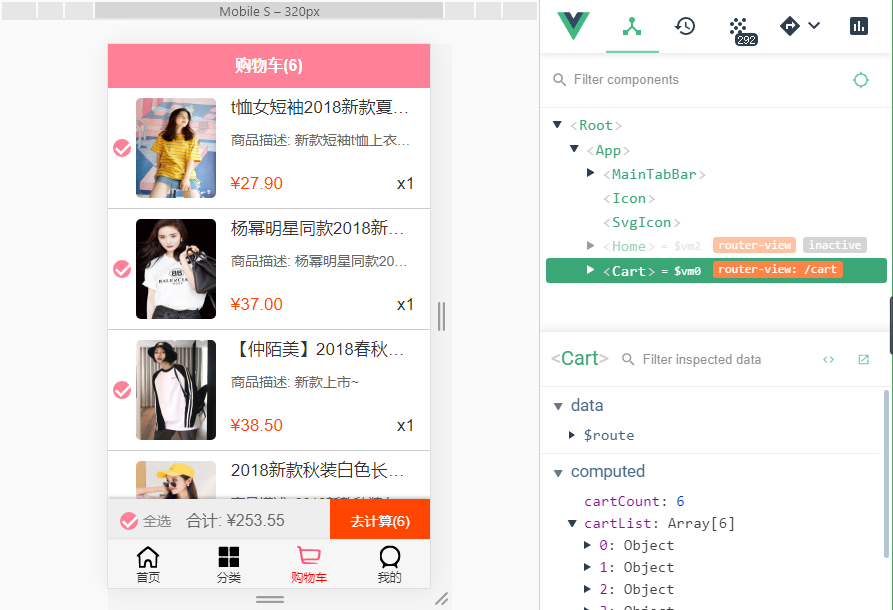 Mobile S – 320px
购物车(6)
t恤女短袖2018新款夏…
商品描述: 新款短袖t恤上衣…
¥27.90 x1
杨幂明星同款2018新…
商品描述: 杨幂明星同款20…
¥37.00 x1
【仲陌美】2018春秋…
商品描述: 新款上市~
¥38.50 x1
2018新款秋装白色长…
全选 合计: ¥253.55 去计算(6)
首页 分类 购物车 我的
292
Filter components
<Root>
<App>
<MainTabBar>
<Icon>
<SvgIcon>
<Home> = $vm2 router-view inactive
<Cart> = $vm0 router-view: /cart
<Cart> Filter inspected data
data
$route
computed
cartCount: 6
cartList: Array[6]
0: Object
1: Object
2: Object
3: Object